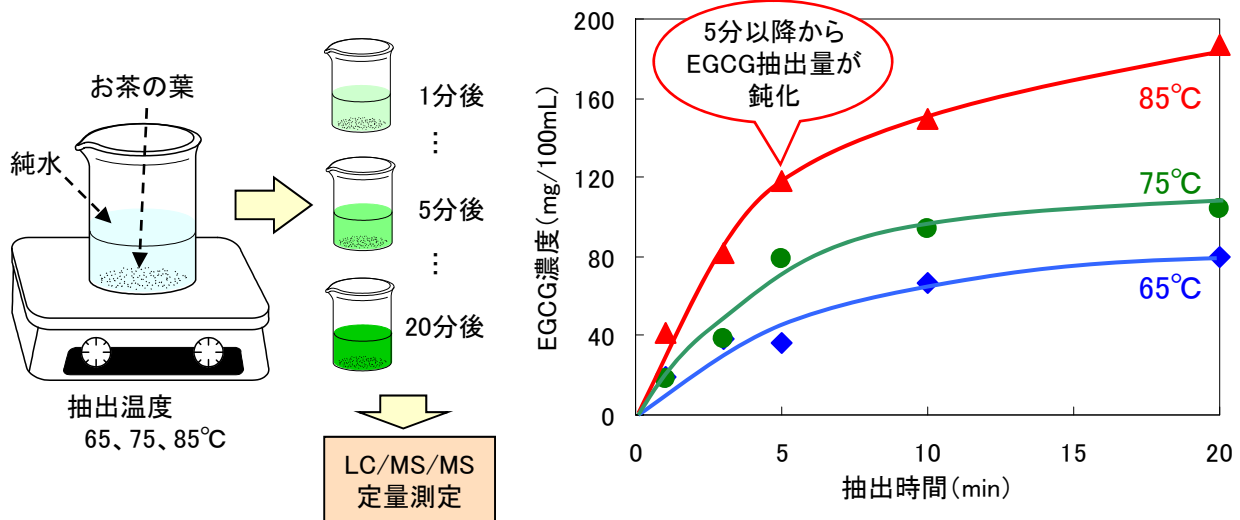 お茶の葉
純水
抽出温度
65、75、85℃
1分後
…
5分後
…
20分後
LC/MS/MS
定量測定
5分以降から
EGCG抽出量が
鈍化
EGCG濃度(mg/100mL)
200
160
120
80
40
0
85℃
75℃
65℃
0
5
10
15
20
抽出時間(min)